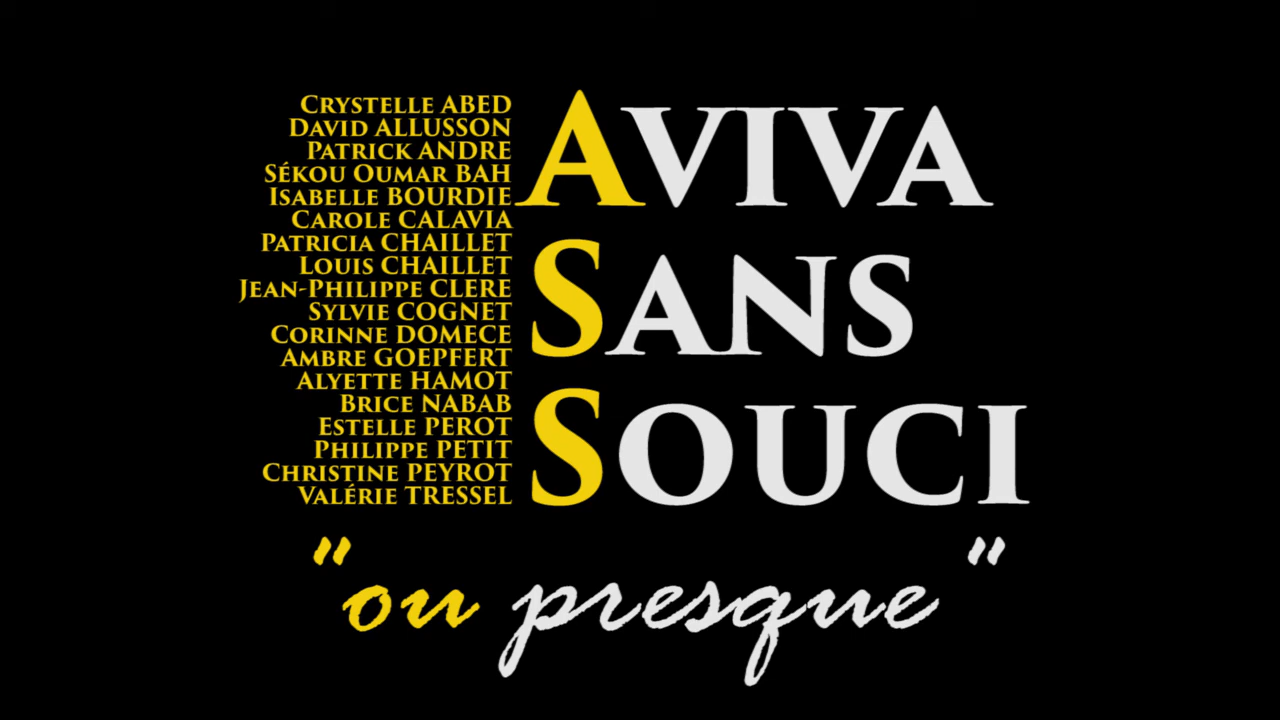 Crystelle ABED
David ALLUSSON
Patrick ANDRE
Sékou Oumar BAH
Isabelle BOURDIE
Carole CALAVIA
Patricia CHAILLET
Louis CHAILLET
Jean-Philippe CLERE
Sylvie COGNET
Corinne DOMECE
Ambre GOEPFERT
Alyette HAMOT
Brice NABAB
Estelle PEROT
Philippe PETIT
Christine PEYROT
Valérie TRESSEL
AVIVA
SANS
SOUCI
"ou presque"